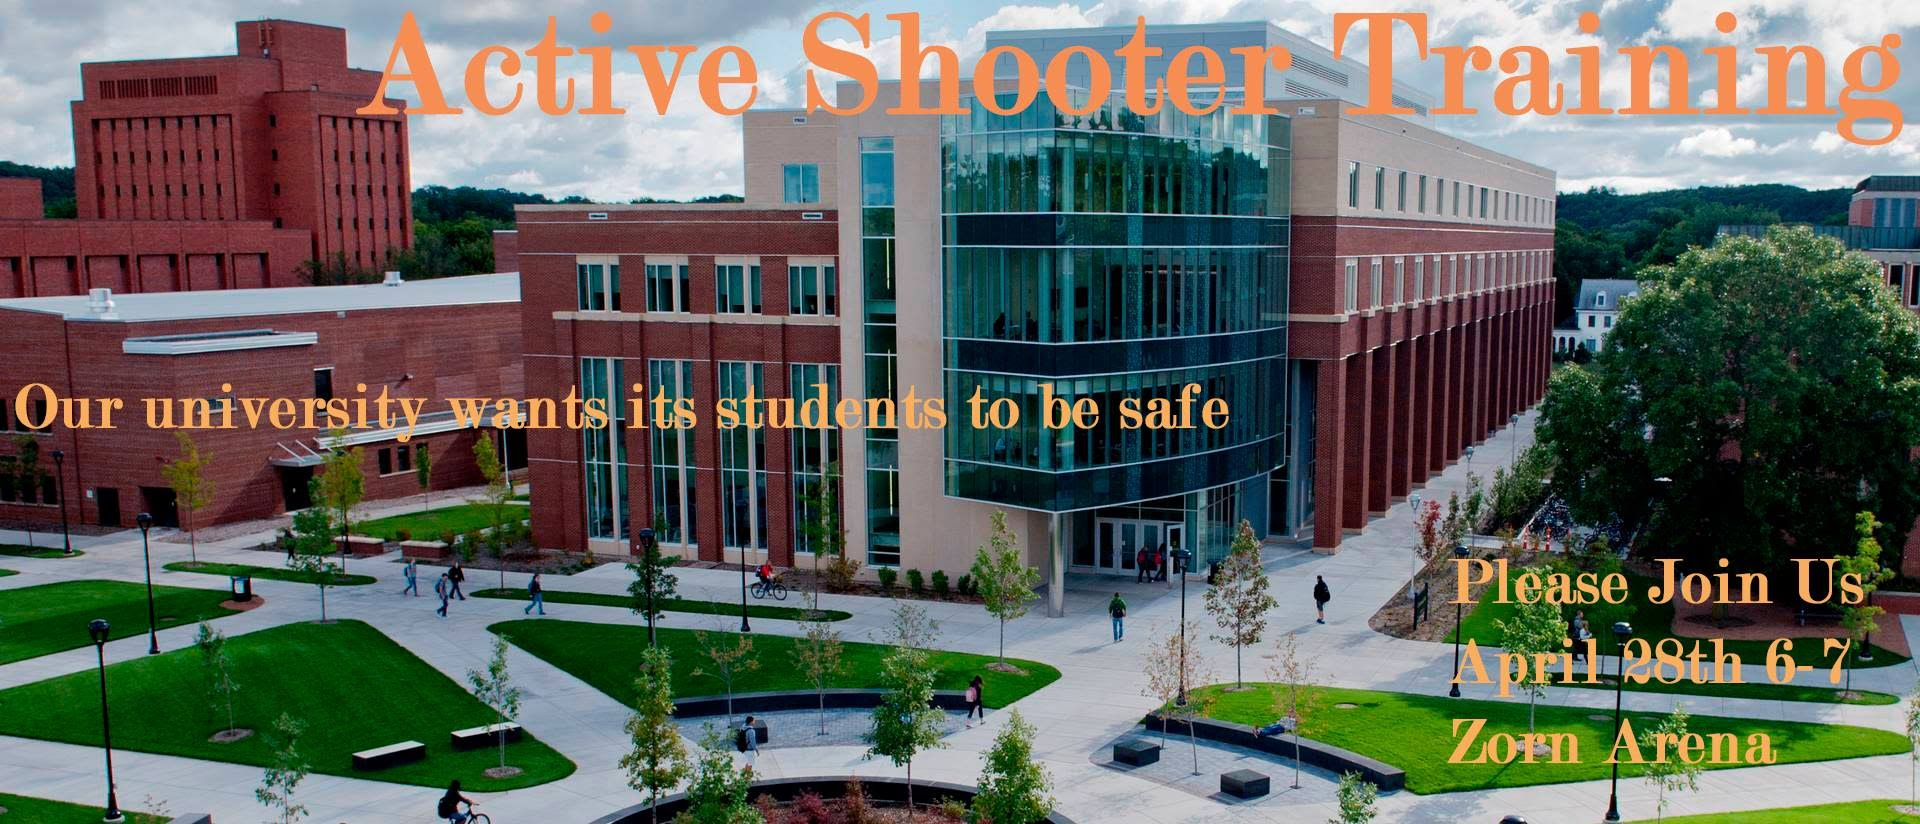 Active Shooter Training
Our university wants its students to be safe
Please Join Us
April 28th 6-7
Zorn Arena